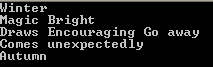 Winter
Magic Bright
Draws Encouraging Go away
Comes unexpectedly
Autumn